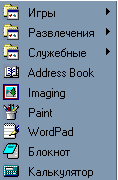 Игры
Развлечения
Служебные
Address Book
Imaging
Paint
WordPad
Блокнот
Калькулятор